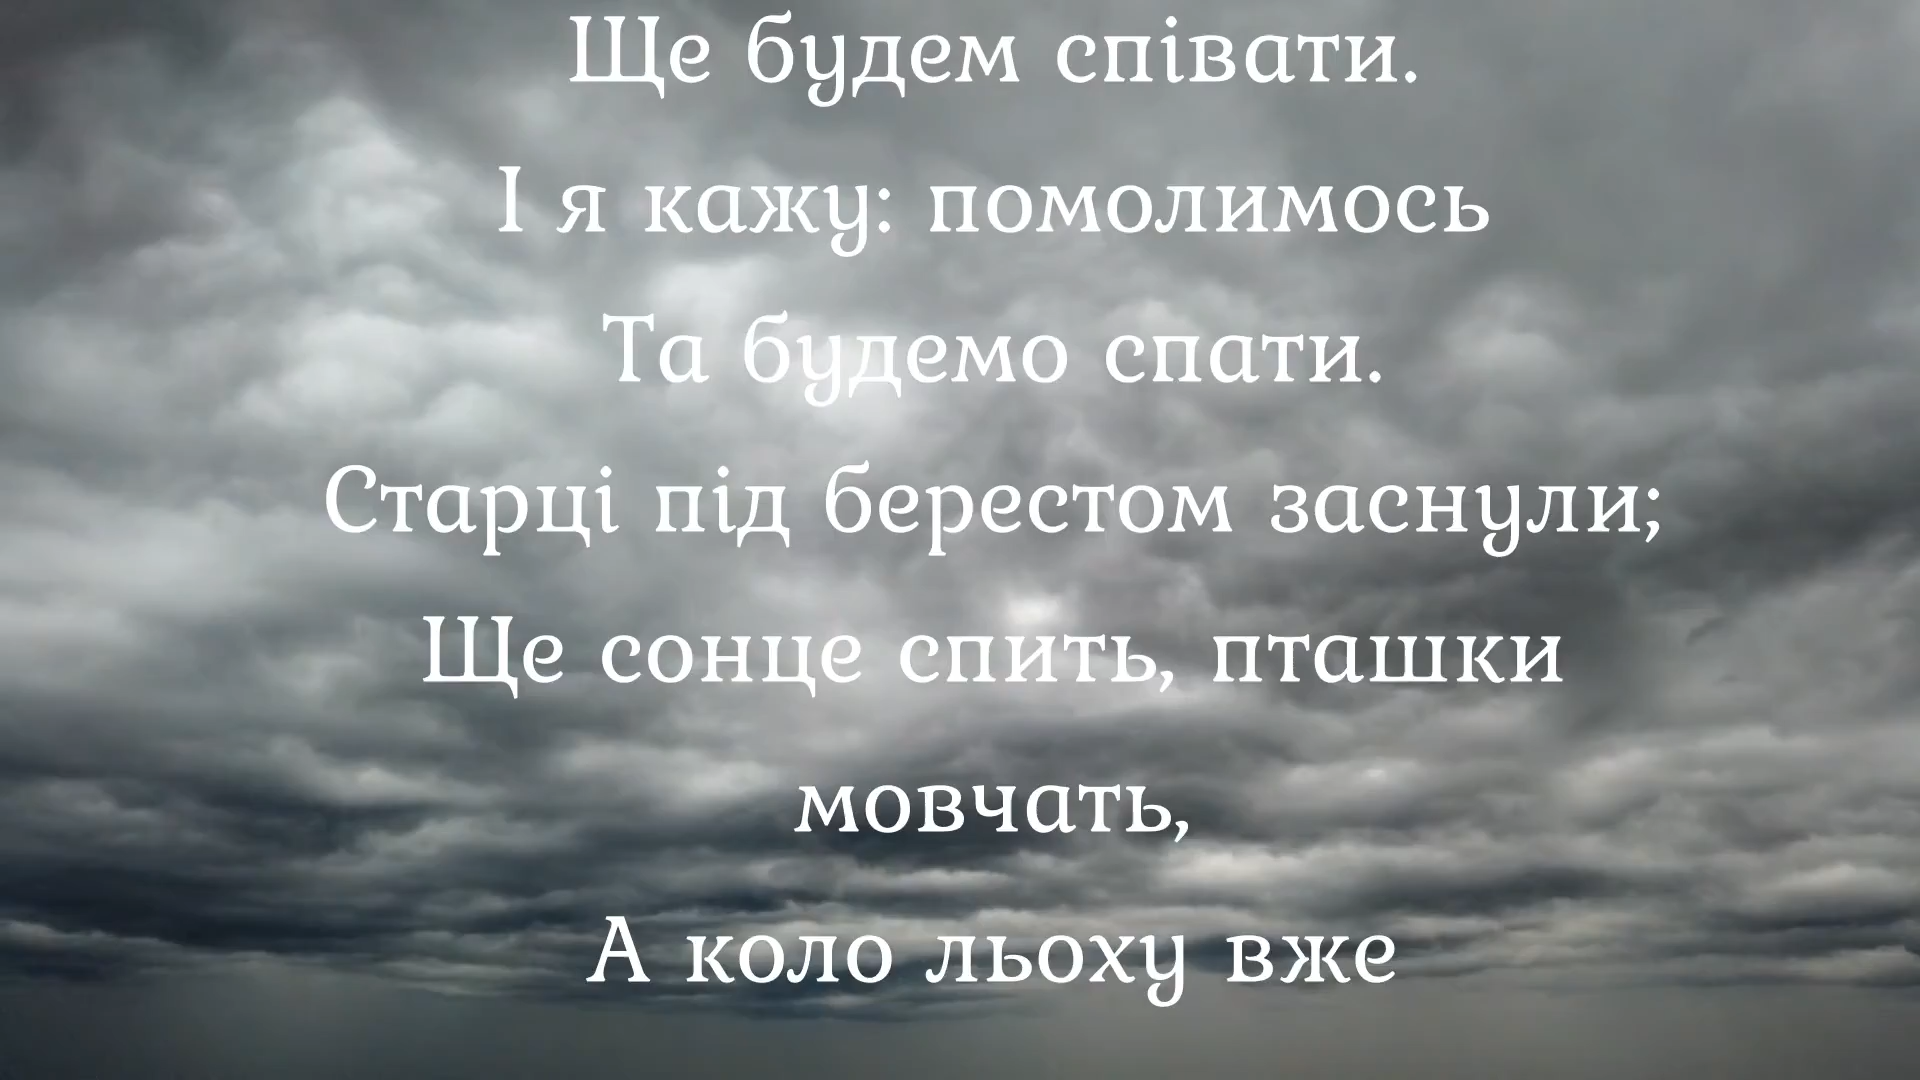 Ще будем співати.
І я кажу: помолимось
Та будемо спати.
Старці під берестом заснули;
Ще сонце спить, пташки
мовчать,
А коло льоху вже